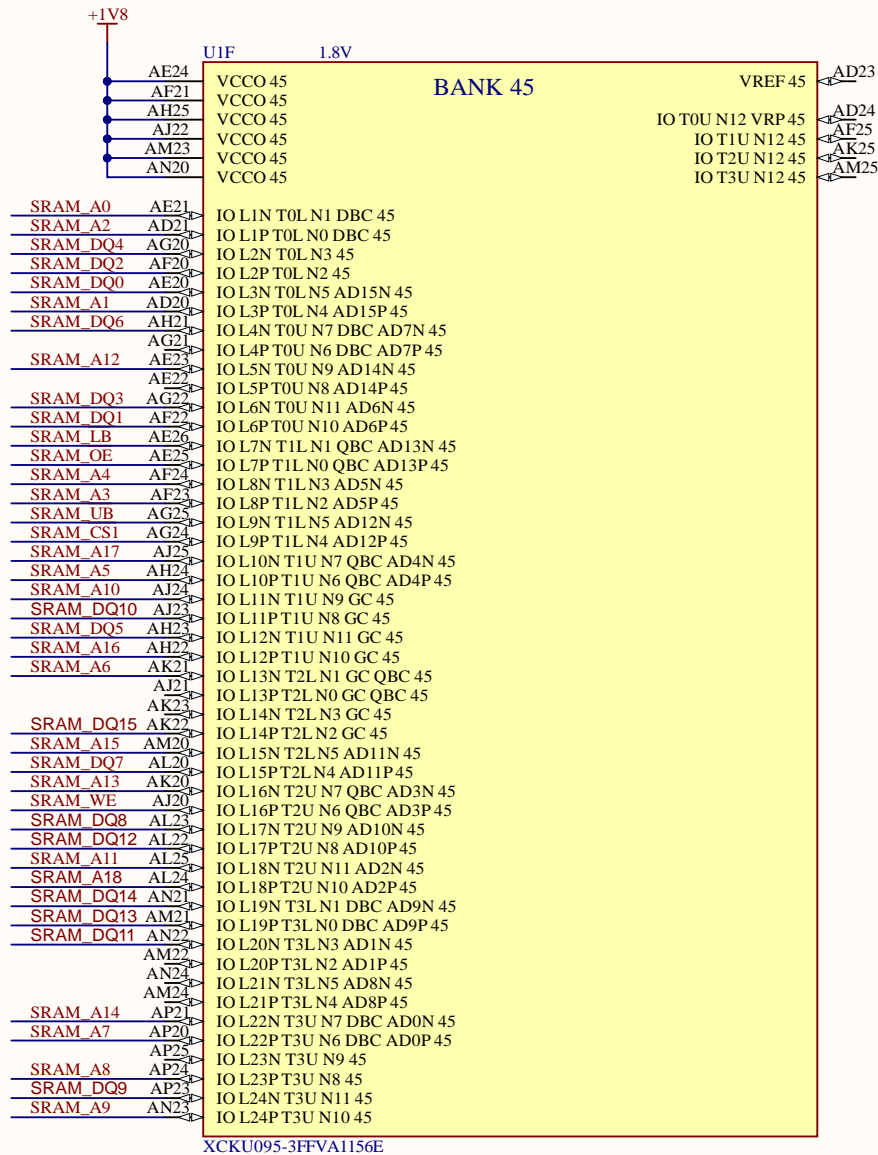 +1V8
U1F 1.8V
BANK 45
AE24 VCCO 45 VREF 45 AD23
AF21 VCCO 45
AH25 VCCO 45 IO T0U N12 VRP 45 AD24
AJ22 VCCO 45 IO T1U N12 45 AF25
AM23 VCCO 45 IO T2U N12 45 AK25
AN20 VCCO 45 IO T3U N12 45 AM25
SRAM_A0 AE21 IO L1N T0L N1 DBC 45
SRAM_A2 AD21 IO L1P T0L N0 DBC 45
SRAM_DQ4 AG20 IO L2N T0L N3 45
SRAM_DQ2 AF20 IO L2P T0L N2 45
SRAM_DQ0 AE20 IO L3N T0L N5 AD15N 45
SRAM_A1 AD20 IO L3P T0L N4 AD15P 45
SRAM_DQ6 AH21 IO L4N T0U N7 DBC AD7N 45
AG21 IO L4P T0U N6 DBC AD7P 45
SRAM_A12 AE23 IO L5N T0U N9 AD14N 45
AE22 IO L5P T0U N8 AD14P 45
SRAM_DQ3 AG22 IO L6N T0U N11 AD6N 45
SRAM_DQ1 AF22 IO L6P T0U N10 AD6P 45
SRAM_LB AE26 IO L7N T1L N1 QBC AD13N 45
SRAM_OE AE25 IO L7P T1L N0 QBC AD13P 45
SRAM_A4 AF24 IO L8N T1L N3 AD5N 45
SRAM_A3 AF23 IO L8P T1L N2 AD5P 45
SRAM_UB AG25 IO L9N T1L N5 AD12N 45
SRAM_CS1 AG24 IO L9P T1L N4 AD12P 45
SRAM_A17 AJ25 IO L10N T1U N7 QBC AD4N 45
SRAM_A5 AH24 IO L10P T1U N6 QBC AD4P 45
SRAM_A10 AJ24 IO L11N T1U N9 GC 45
SRAM_DQ10 AJ23 IO L11P T1U N8 GC 45
SRAM_DQ5 AH23 IO L12N T1U N11 GC 45
SRAM_A16 AH22 IO L12P T1U N10 GC 45
SRAM_A6 AK21 IO L13N T2L N1 GC QBC 45
AJ21 IO L13P T2L N0 GC QBC 45
AK23 IO L14N T2L N3 GC 45
SRAM_DQ15 AK22 IO L14P T2L N2 GC 45
SRAM_A15 AM20 IO L15N T2L N5 AD11N 45
SRAM_DQ7 AL20 IO L15P T2L N4 AD11P 45
SRAM_A13 AK20 IO L16N T2U N7 QBC AD3N 45
SRAM_WE AJ20 IO L16P T2U N6 QBC AD3P 45
SRAM_DQ8 AL23 IO L17N T2U N9 AD10N 45
SRAM_DQ12 AL22 IO L17P T2U N8 AD10P 45
SRAM_A11 AL25 IO L18N T2U N11 AD2N 45
SRAM_A18 AL24 IO L18P T2U N10 AD2P 45
SRAM_DQ14 AN21 IO L19N T3L N1 DBC AD9N 45
SRAM_DQ13 AM21 IO L19P T3L N0 DBC AD9P 45
SRAM_DQ11 AN22 IO L20N T3L N3 AD1N 45
AM22 IO L20P T3L N2 AD1P 45
AN24 IO L21N T3L N5 AD8N 45
AM24 IO L21P T3L N4 AD8P 45
SRAM_A14 AP21 IO L22N T3U N7 DBC AD0N 45
SRAM_A7 AP20 IO L22P T3U N6 DBC AD0P 45
AP25 IO L23N T3U N9 45
SRAM_A8 AP24 IO L23P T3U N8 45
SRAM_DQ9 AP23 IO L24N T3U N11 45
SRAM_A9 AN23 IO L24P T3U N10 45
XCKU095-3FFVA1156E